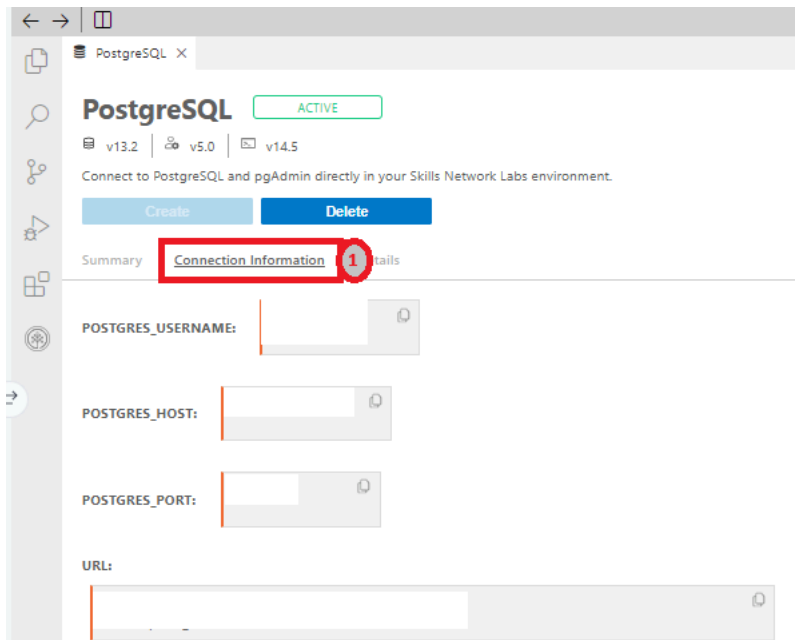 PostgreSQL
PostgreSQL ACTIVE
v13.2 v5.0 v14.5
Connect to PostgreSQL and pgAdmin directly in your Skills Network Labs environment.
Create Delete
Summary Connection Information 1 tails
POSTGRES_USERNAME:
POSTGRES_HOST:
POSTGRES_PORT:
URL: